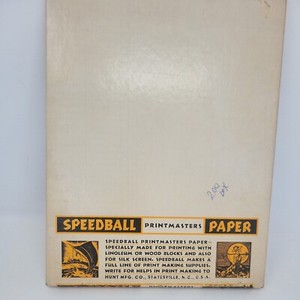 SPEEDBALL PRINTMASTERS PAPER
SPEEDBALL PRINTMASTERS PAPER—
SPECIALLY MADE FOR PRINTING WITH
LINOLEUM OR WOOD BLOCKS AND ALSO
FOR SILK SCREEN. SPEEDBALL MAKES A
FULL LINE OF PRINT MAKING SUPPLIES.
WRITE FOR HELPS IN PRINT MAKING TO
HUNT MFG. CO., STATESVILLE, N. C., U.S.A.
PRINTMASTERS